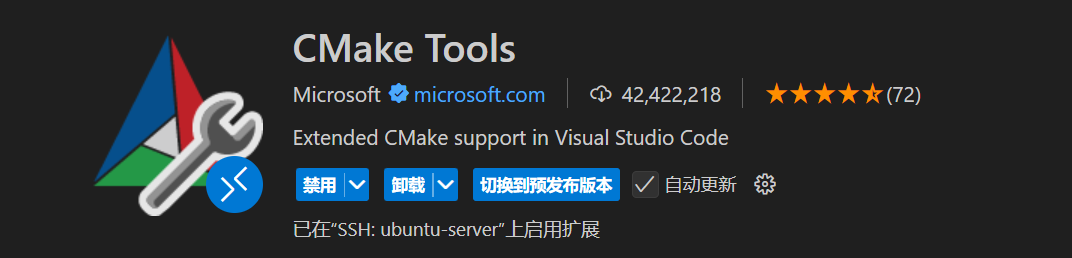 CMake Tools
Microsoft microsoft.com 42,422,218 (72)
Extended CMake support in Visual Studio Code
禁用 卸载 切换到预发布版本 自动更新
已在“SSH: ubuntu-server”上启用扩展